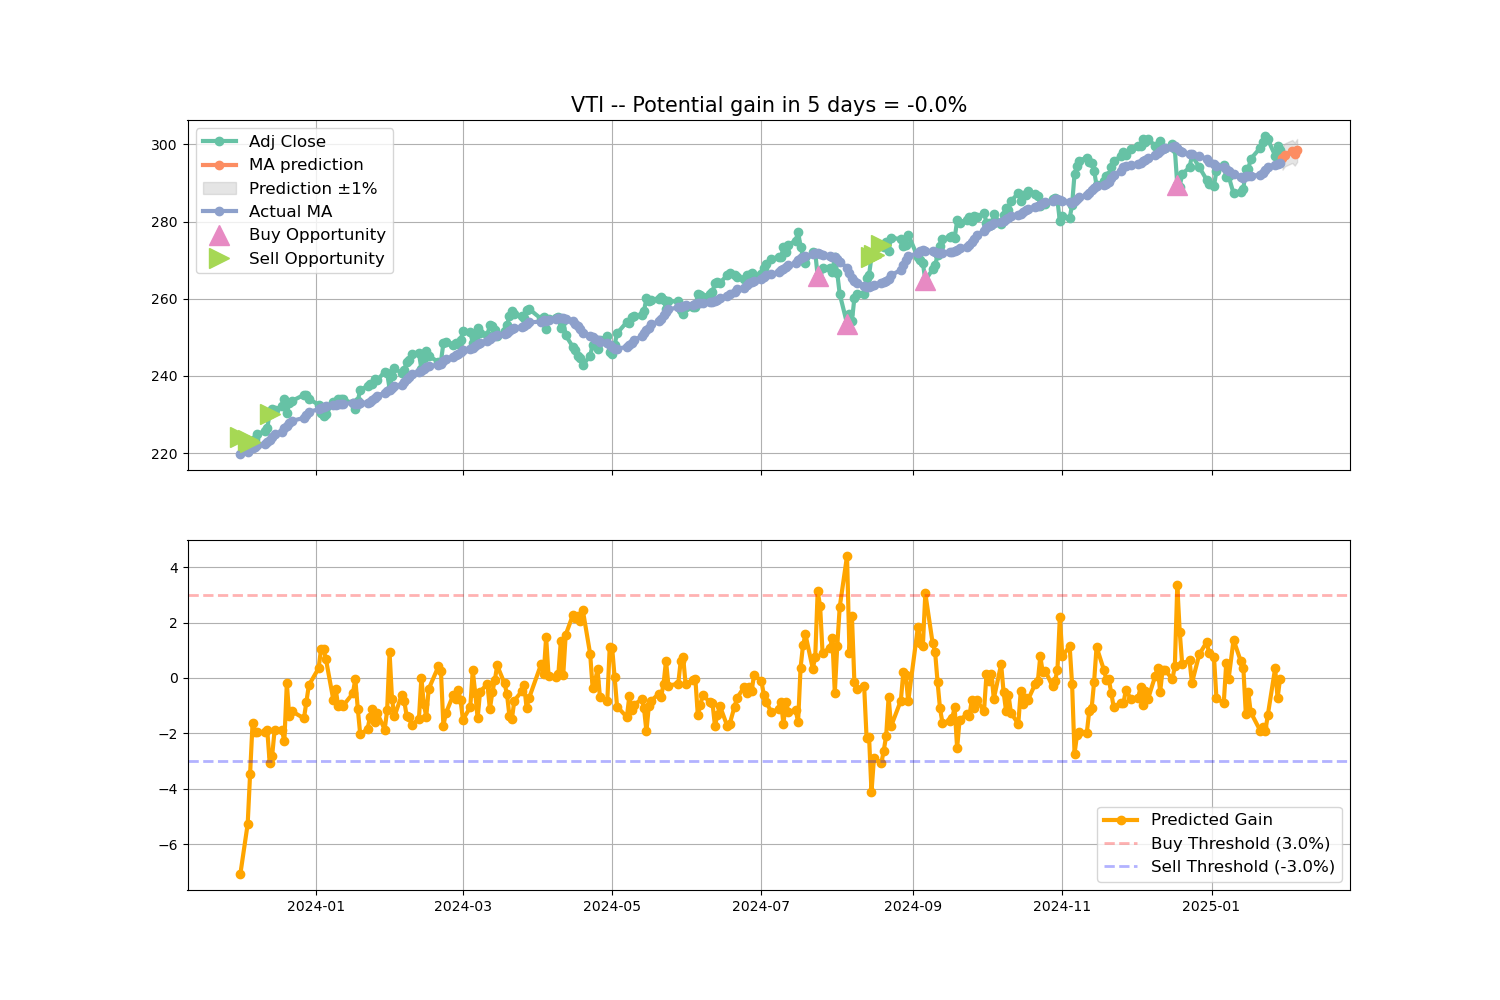 VTI -- Potential gain in 5 days = -0.0%
300
280
260
240
220
Adj Close
MA prediction
Prediction ±1%
Actual MA
Buy Opportunity
Sell Opportunity
4
2
0
−2
−4
−6
Predicted Gain
Buy Threshold (3.0%)
Sell Threshold (-3.0%)
2024-01 2024-03 2024-05 2024-07 2024-09 2024-11 2025-01